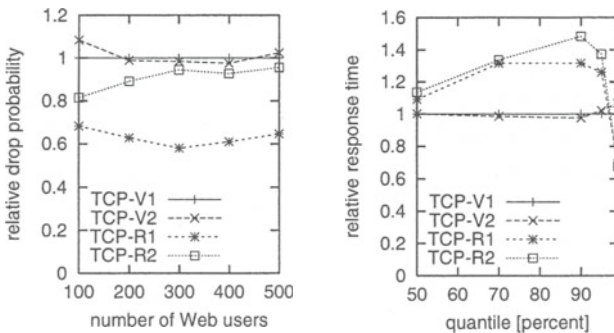 relative drop probability
1.2
1
0.8
0.6
0.4
0.2
0
TCP-V1
TCP-V2
TCP-R1
TCP-R2
100 200 300 400 500
number of Web users
relative response time
1.6
1.4
1.2
1
0.8
0.6
0.4
0.2
0
TCP-V1
TCP-V2
TCP-R1
TCP-R2
50 60 70 80 90
quantile [percent]